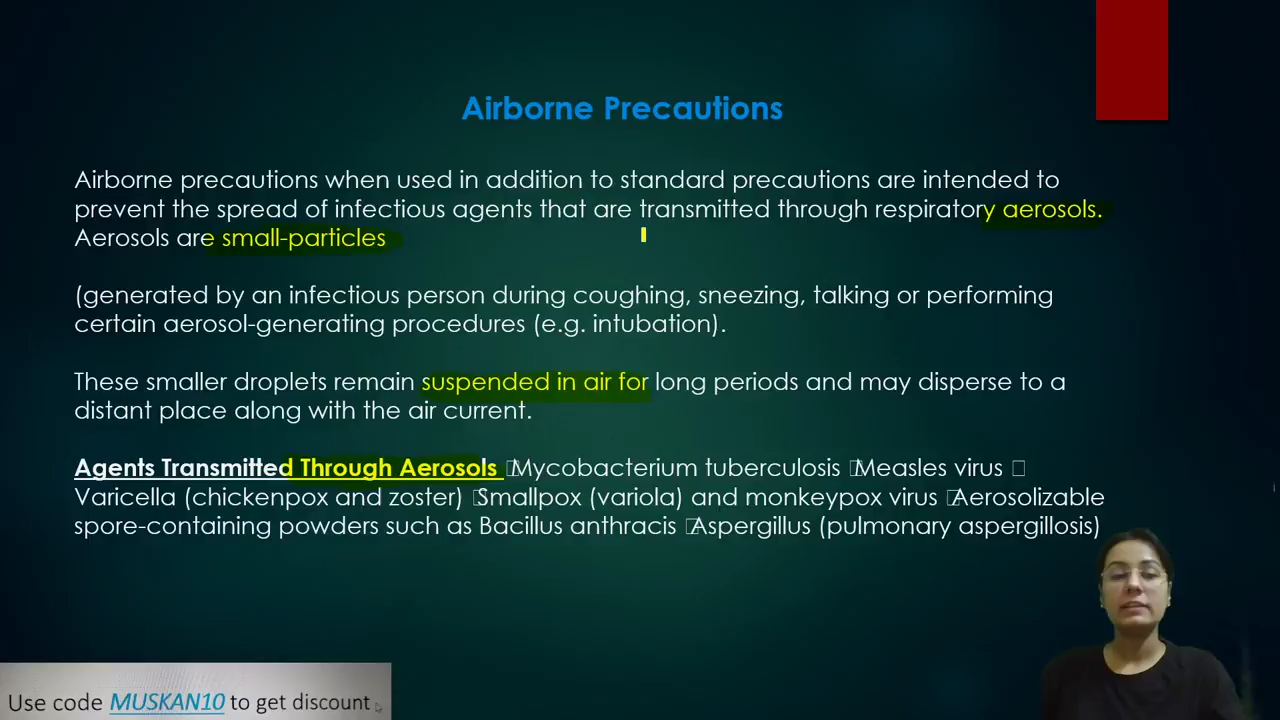 Airborne Precautions
Airborne precautions when used in addition to standard precautions are intended to
prevent the spread of infectious agents that are transmitted through respiratory aerosols.
Aerosols are small-particles
(generated by an infectious person during coughing, sneezing, talking or performing
certain aerosol-generating procedures (e.g. intubation).
These smaller droplets remain suspended in air for long periods and may disperse to a
distant place along with the air current.
Agents Transmitted Through Aerosols Mycobacterium tuberculosis Measles virus
Varicella (chickenpox and zoster) Smallpox (variola) and monkeypox virus Aerosolizable
spore-containing powders such as Bacillus anthracis Aspergillus (pulmonary aspergillosis)
Use code MUSKAN10 to get discount